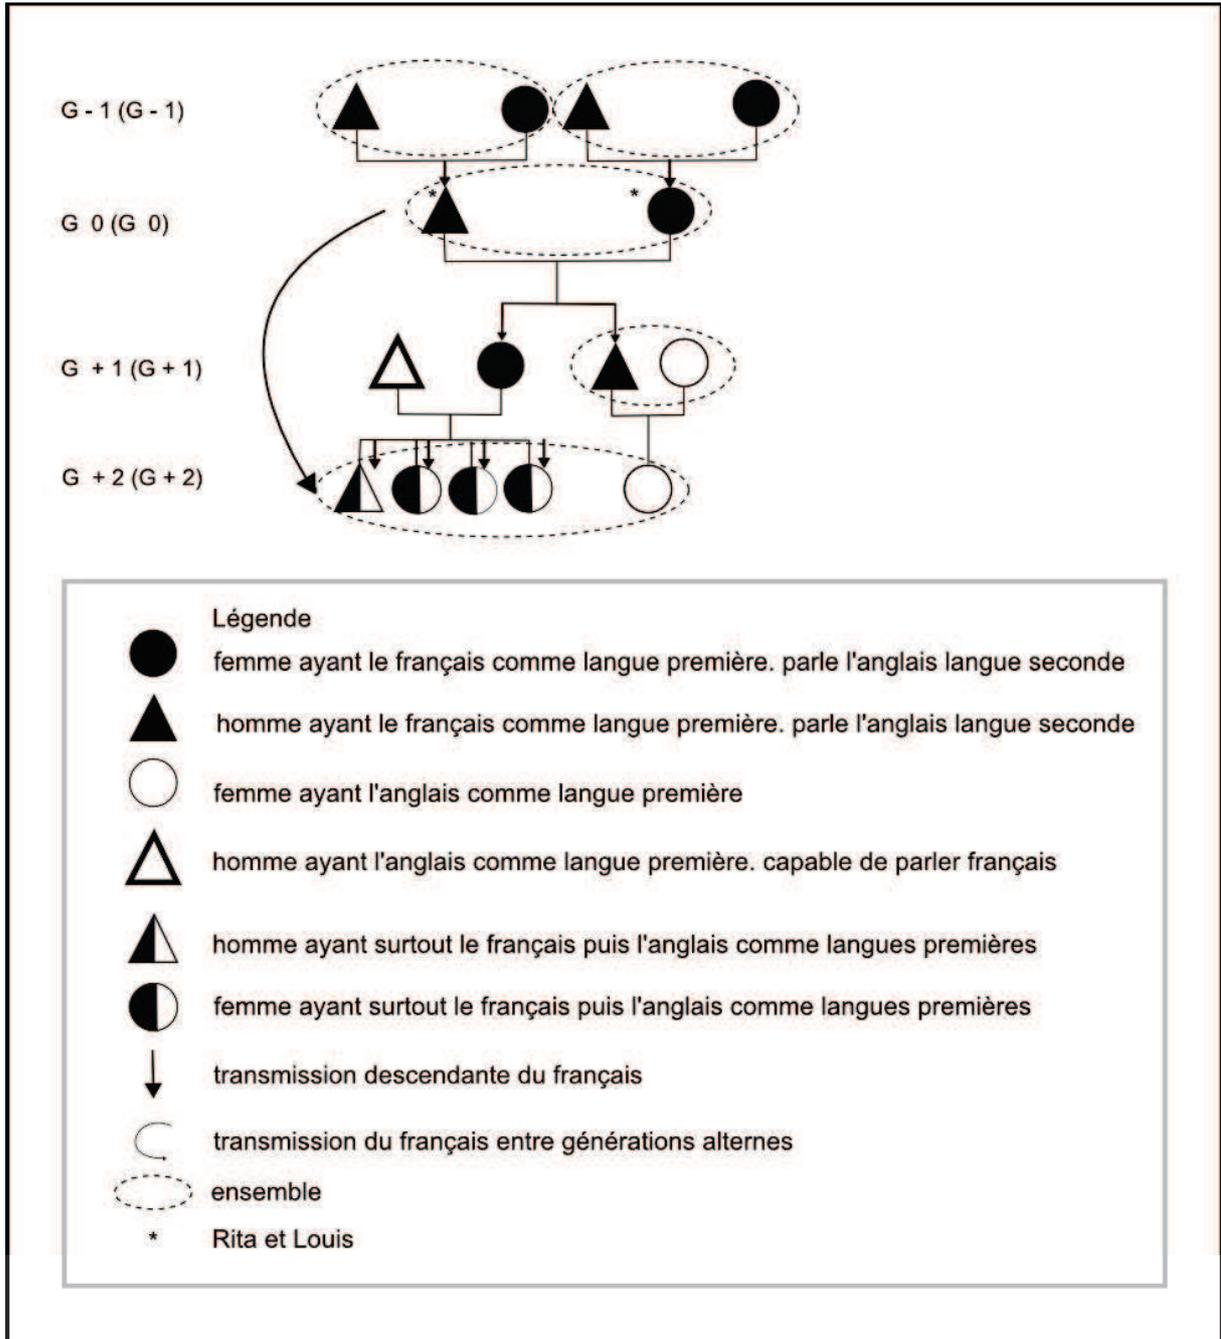 G - 1 (G - 1)
*
*
G 0 (G 0)
G + 1 (G + 1)
G + 2 (G + 2)
Légende
femme ayant le français comme langue première. parle l'anglais langue seconde
homme ayant le français comme langue première. parle l'anglais langue seconde
femme ayant l'anglais comme langue première
homme ayant l'anglais comme langue première. capable de parler français
homme ayant surtout le français puis l'anglais comme langues premières
femme ayant surtout le français puis l'anglais comme langues premières
transmission descendante du français
transmission du français entre générations alternes
ensemble
* Rita et Louis